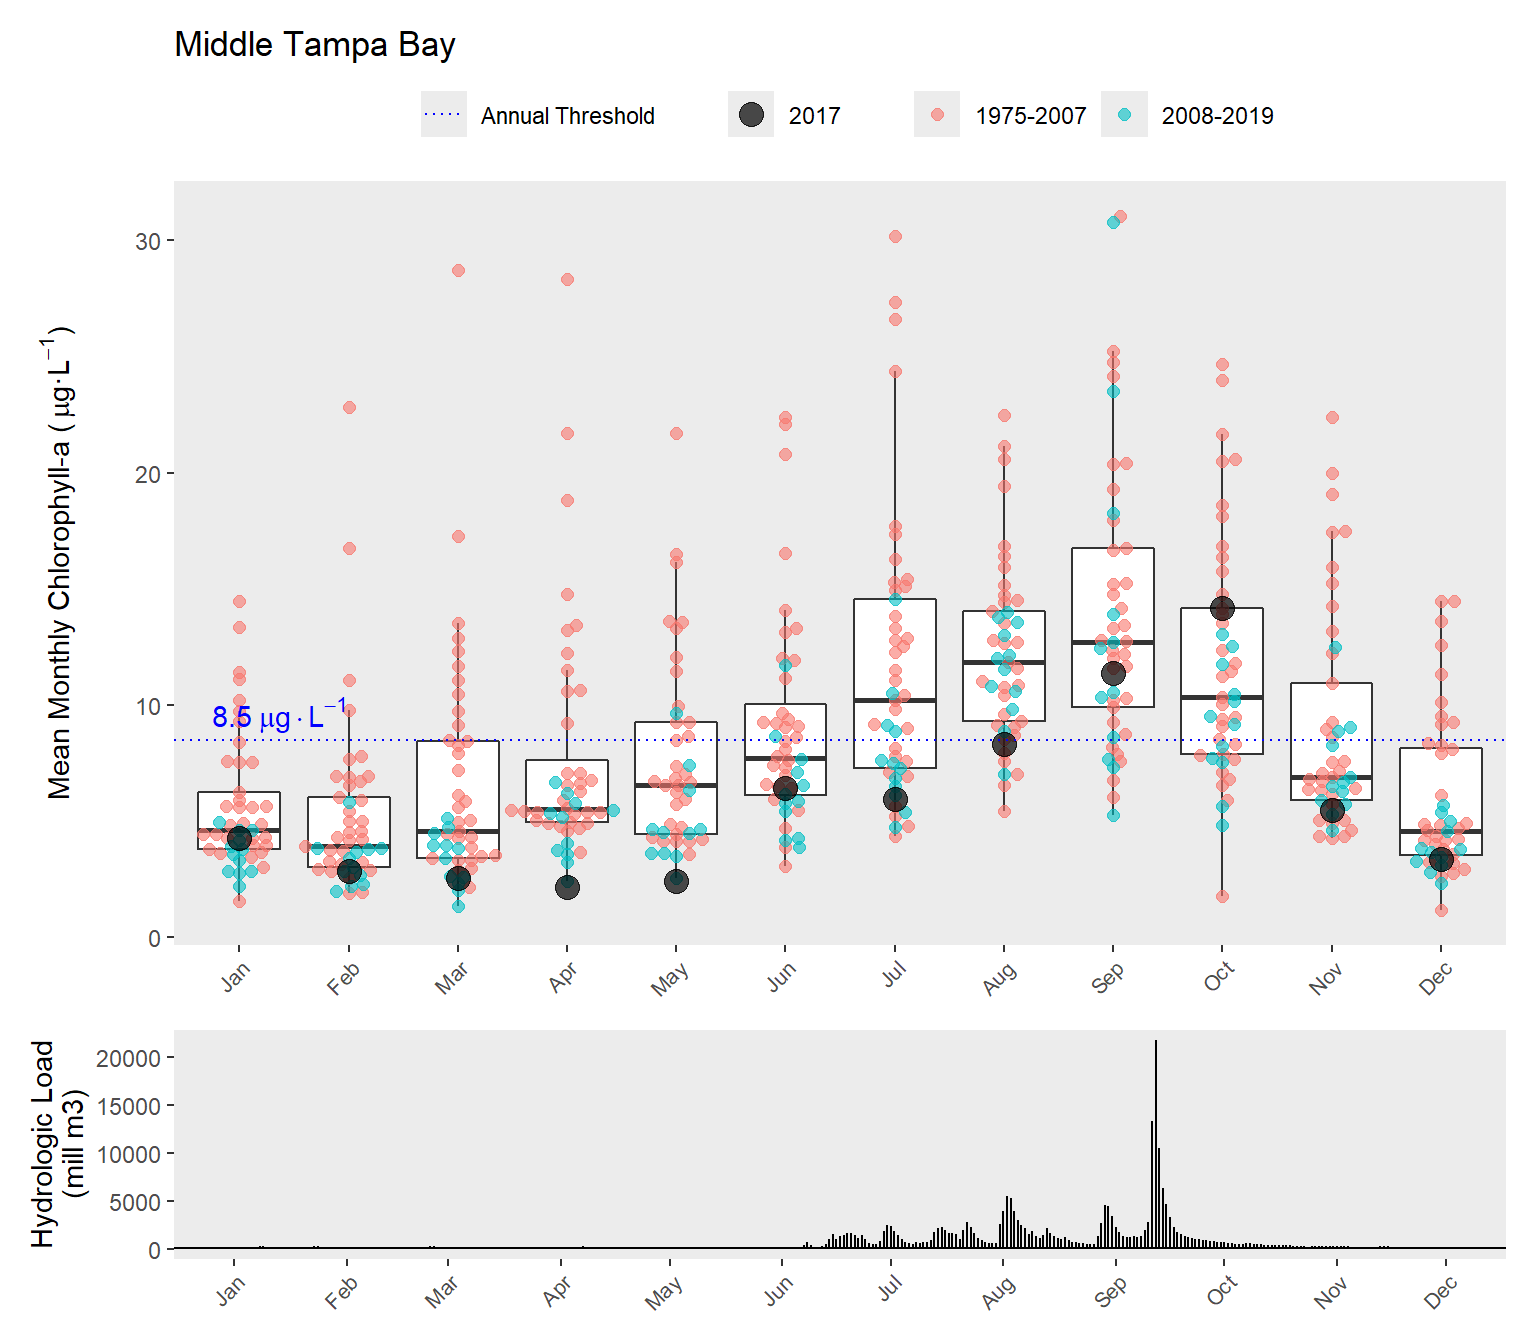 Middle Tampa Bay
Annual Threshold 2017 1975-2007 2008-2019
Mean Monthly Chlorophyll-a ( μg·L⁻¹)
30
20
10
0
8.5 μg·L⁻¹
Jan Feb Mar Apr May Jun Jul Aug Sep Oct Nov Dec
Hydrologic Load
(mill m3)
20000
15000
10000
5000
0
Jan Feb Mar Apr May Jun Jul Aug Sep Oct Nov Dec